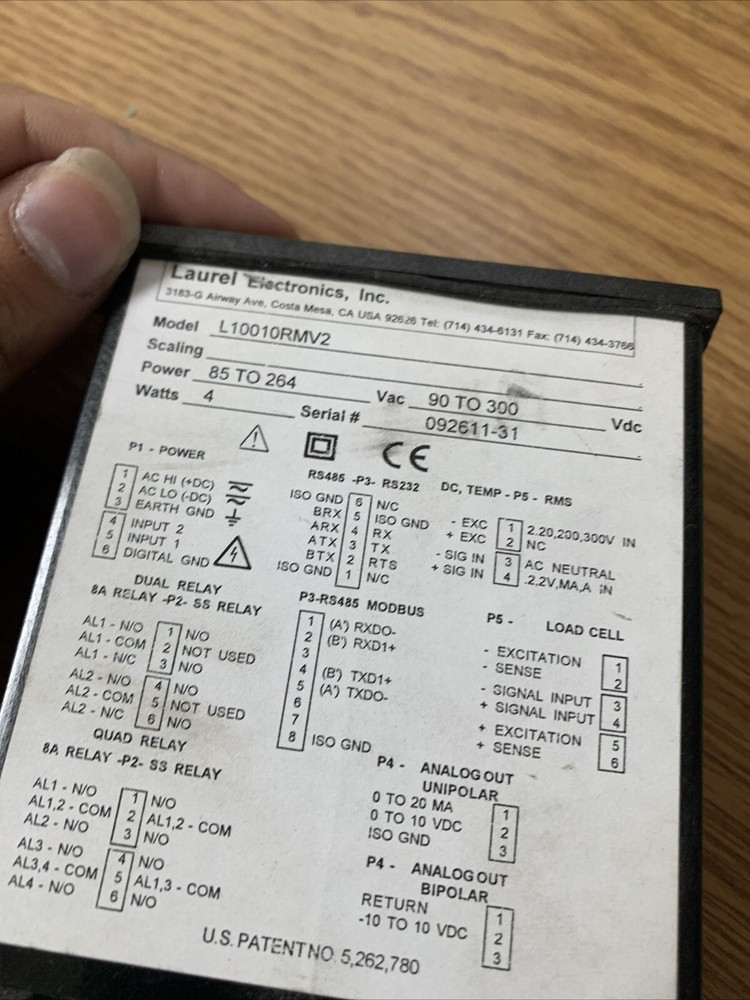 Laurel Electronics, Inc.
3183-G Airway Ave, Costa Mesa, CA USA 92626 Tel: (714) 434-6131 Fax: (714) 434-3766
Model L10010RMV2
Scaling
Power 85 TO 264 Vac 90 TO 300 Vdc
Watts 4 Serial # 092611-31
CE
P1 - POWER
1 AC HI (+DC)
2 AC LO (-DC)
3 EARTH GND
4 INPUT 2
5 INPUT 1
6 DIGITAL GND
RS485 -P3- RS232
ISO GND 6 N/C
BRX 5 ISO GND
ARX 4 RX
ATX 3 TX
BTX 2 RTS
ISO GND 1 N/C
DC, TEMP - P5 - RMS
- EXC 1 2.20,200,300V IN
+ EXC 2 NC
- SIG IN 3 AC NEUTRAL
+ SIG IN 4 .2,2V,MA,A IN
DUAL RELAY
8A RELAY -P2- SS RELAY
AL1 - N/O 1 N/O
AL1 - COM 2 NOT USED
AL1 - N/C 3 N/O
AL2 - N/O 4 N/O
AL2 - COM 5 NOT USED
AL2 - N/C 6 N/O
P3-RS485 MODBUS
1 (A') RXDO-
2 (B') RXD1+
3
4 (B') TXD1+
5 (A') TXDO-
6
7
8 ISO GND
P5 - LOAD CELL
- EXCITATION 1
- SENSE 2
- SIGNAL INPUT 3
+ SIGNAL INPUT 4
+ EXCITATION 5
+ SENSE 6
QUAD RELAY
8A RELAY -P2- SS RELAY
AL1 - N/O 1 N/O
AL1,2 - COM 2 AL1,2 - COM
AL2 - N/O 3 N/O
AL3 - N/O 4 N/O
AL3,4 - COM 5 AL1,3 - COM
AL4 - N/O 6 N/O
P4 - ANALOG OUT
UNIPOLAR
0 TO 20 MA 1
0 TO 10 VDC 2
ISO GND 3
P4 - ANALOG OUT
BIPOLAR
RETURN 1
-10 TO 10 VDC 2
3
U.S. PATENT NO. 5,262,780